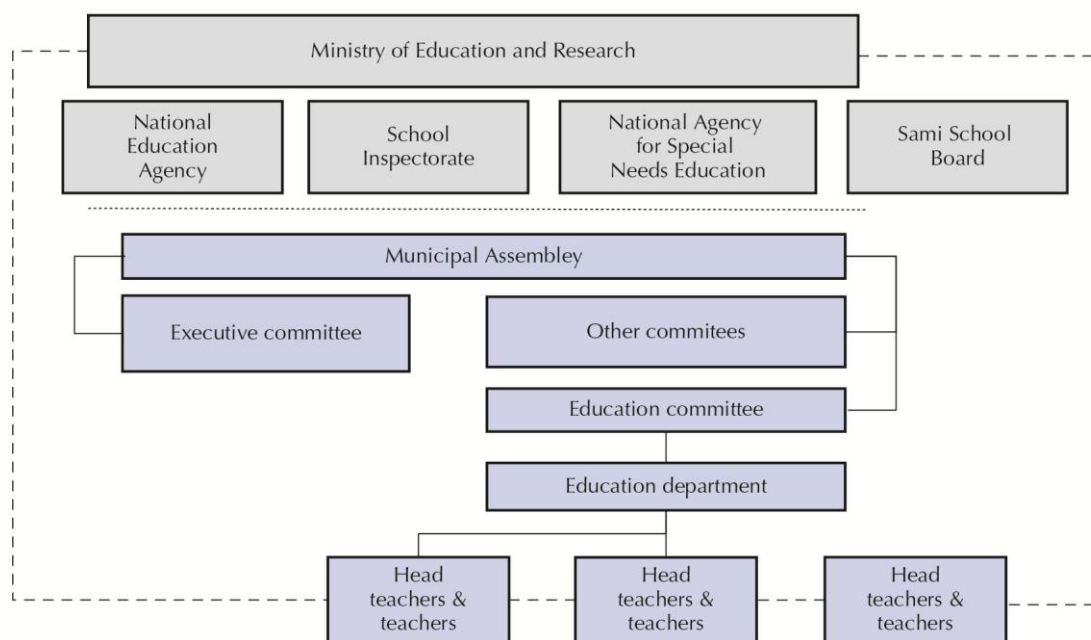 Ministry of Education and Research
National
Education
Agency
School
Inspectorate
National Agency
for Special
Needs Education
Sami School
Board
Municipal Assembley
Executive committee
Other commitees
Education committee
Education department
Head
teachers &
teachers
Head
teachers &
teachers
Head
teachers &
teachers